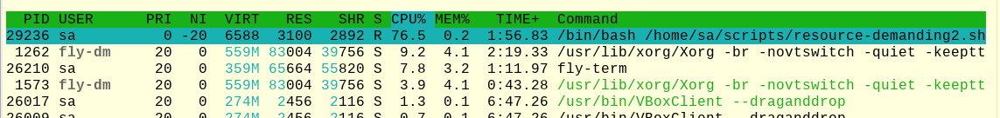 PID USER PRI NI VIRT RES SHR S CPU% MEM% TIME+ Command
29236 sa 0 -20 6588 3100 2892 R 76.5 0.2 1:56.83 /bin/bash /home/sa/scripts/resource-demanding2.sh
1262 fly-dm 20 0 559M 83004 39756 S 9.2 4.1 2:19.33 /usr/lib/xorg/Xorg -br -novtswitch -quiet -keeptt
26210 sa 20 0 359M 65664 55820 S 7.8 3.2 1:11.97 fly-term
1573 fly-dm 20 0 559M 83004 39756 S 3.9 4.1 0:43.28 /usr/lib/xorg/Xorg -br -novtswitch -quiet -keeptt
26017 sa 20 0 274M 2456 2116 S 1.3 0.1 6:47.26 /usr/bin/VBoxClient --draganddrop
26009 sa 20 0 274M 2456 2116 S 0.7 0.1 6:47.26 /usr/bin/VBoxClient --draganddrop